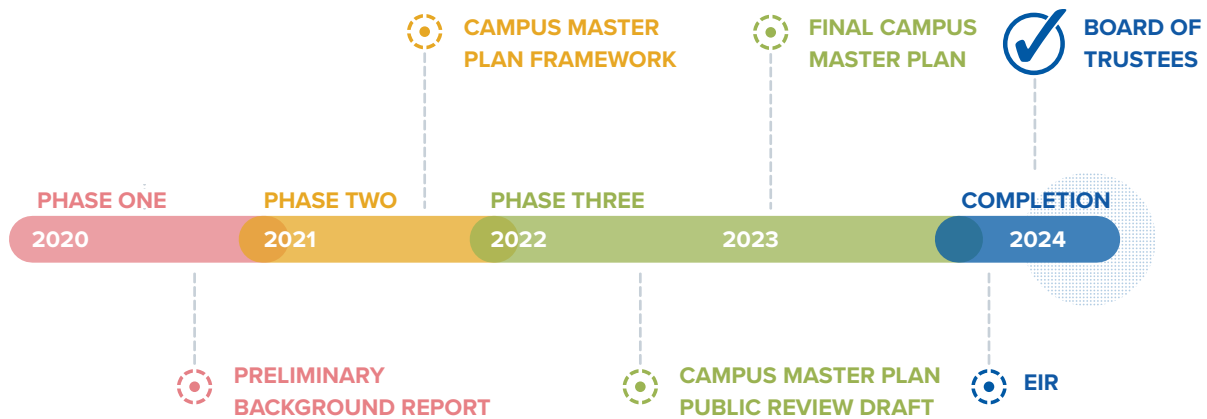 CAMPUS MASTER
PLAN FRAMEWORK
FINAL CAMPUS
MASTER PLAN
BOARD OF
TRUSTEES
PHASE ONE
PHASE TWO
PHASE THREE
COMPLETION
2020
2021
2022
2023
2024
PRELIMINARY
BACKGROUND REPORT
CAMPUS MASTER PLAN
PUBLIC REVIEW DRAFT
EIR